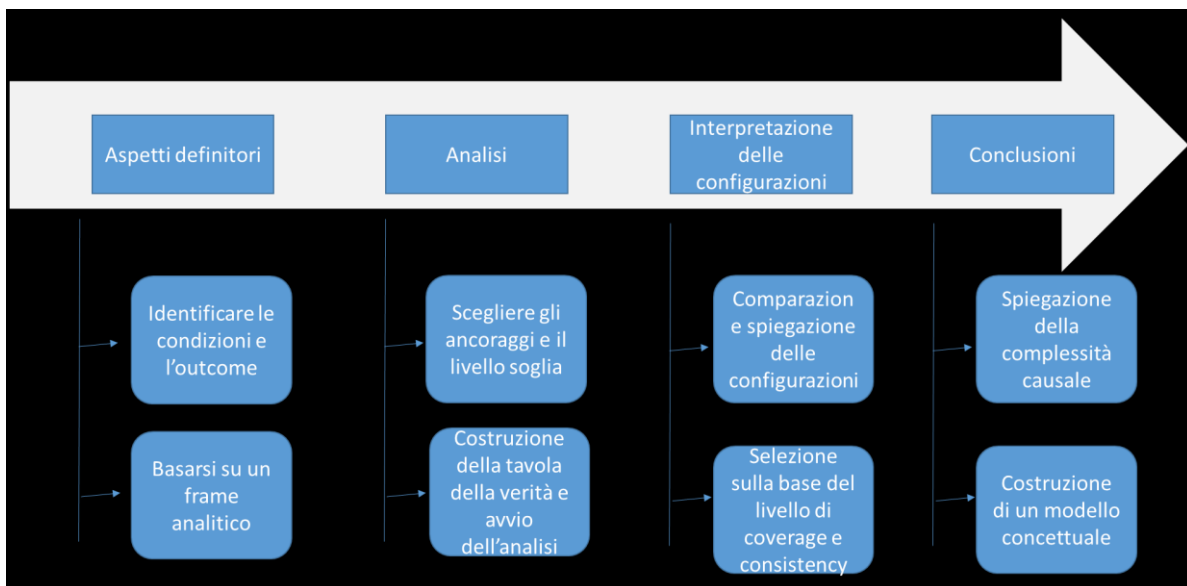 Aspetti definitori
Analisi
Interpretazione
delle
configurazioni
Conclusioni
Identificare le
condizioni e
l'outcome
Scegliere gli
ancoraggi e il
livello soglia
Comparazion
e spiegazione
delle
configurazioni
Spiegazione
della
complessità
causale
Basarsi su un
frame
analitico
Costruzione
della tavola
della verità e
avvio
dell'analisi
Selezione
sulla base del
livello di
coverage e
consistency
Costruzione
di un modello
concettuale